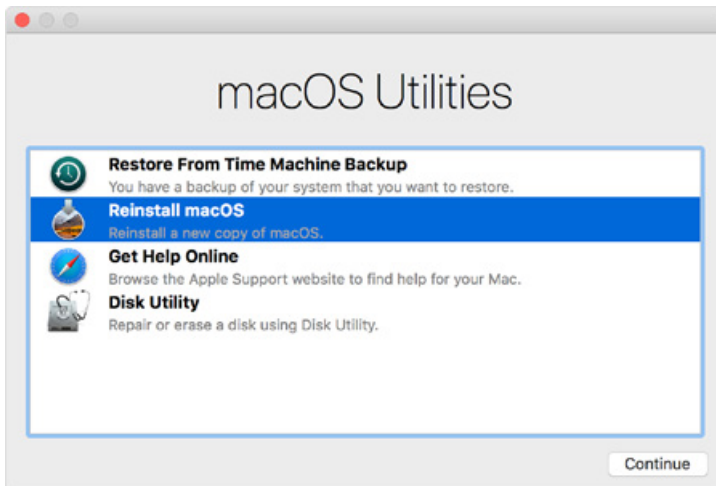 macOS Utilities
Restore From Time Machine Backup
You have a backup of your system that you want to restore.
Reinstall macOS
Reinstall a new copy of macOS.
Get Help Online
Browse the Apple Support website to find help for your Mac.
Disk Utility
Repair or erase a disk using Disk Utility.
Continue